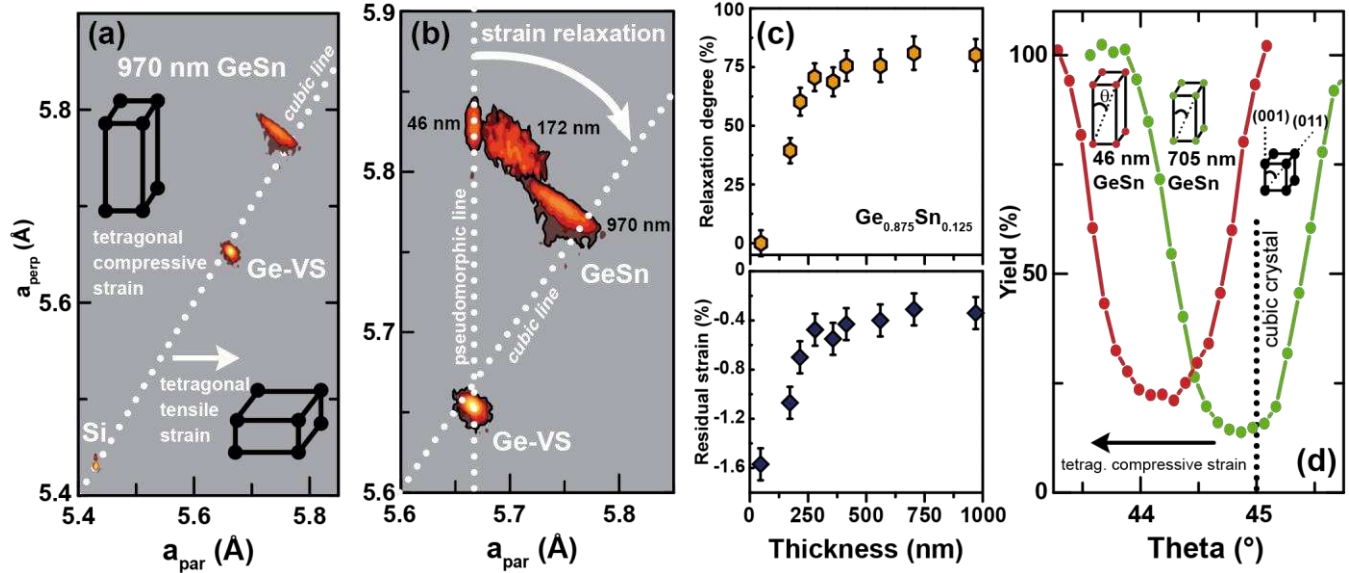 (a)
970 nm GeSn
cubic line
tetragonal
compressive
strain
Ge-VS
tetragonal
tensile
strain
Si
a_perp (Å)
5.8
5.6
5.4
5.4
5.6
5.8
a_par (Å)
(b)
strain relaxation
46 nm
172 nm
970 nm
GeSn
pseudomorphic line
cubic line
Ge-VS
5.9
5.8
5.7
5.6
5.6
5.7
5.8
a_par (Å)
(c)
Relaxation degree (%)
100
75
50
25
0
Ge0.875Sn0.125
Residual strain (%)
0
-0.4
-0.8
-1.2
-1.6
0
250
500
750
1000
Thickness (nm)
Yield (%)
100
50
0
θ
46 nm
GeSn
705 nm
GeSn
(001)
(011)
cubic crystal
tetrag. compressive strain
(d)
44
45
Theta (°)